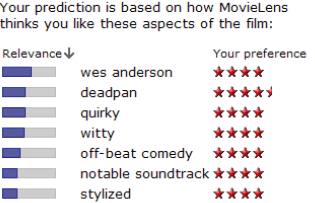 Your prediction is based on how MovieLens
thinks you like these aspects of the film:
Relevance↓ Your preference
wes anderson
deadpan
quirky
witty
off-beat comedy
notable soundtrack
stylized